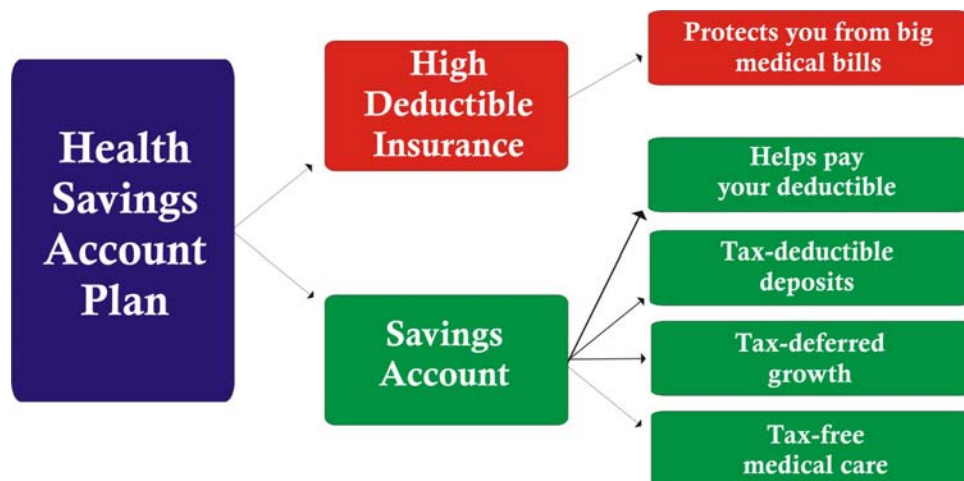 Health
Savings
Account
Plan
High
Deductible
Insurance
Protects you from big
medical bills
Savings
Account
Helps pay
your deductible
Tax-deductible
deposits
Tax-deferred
growth
Tax-free
medical care